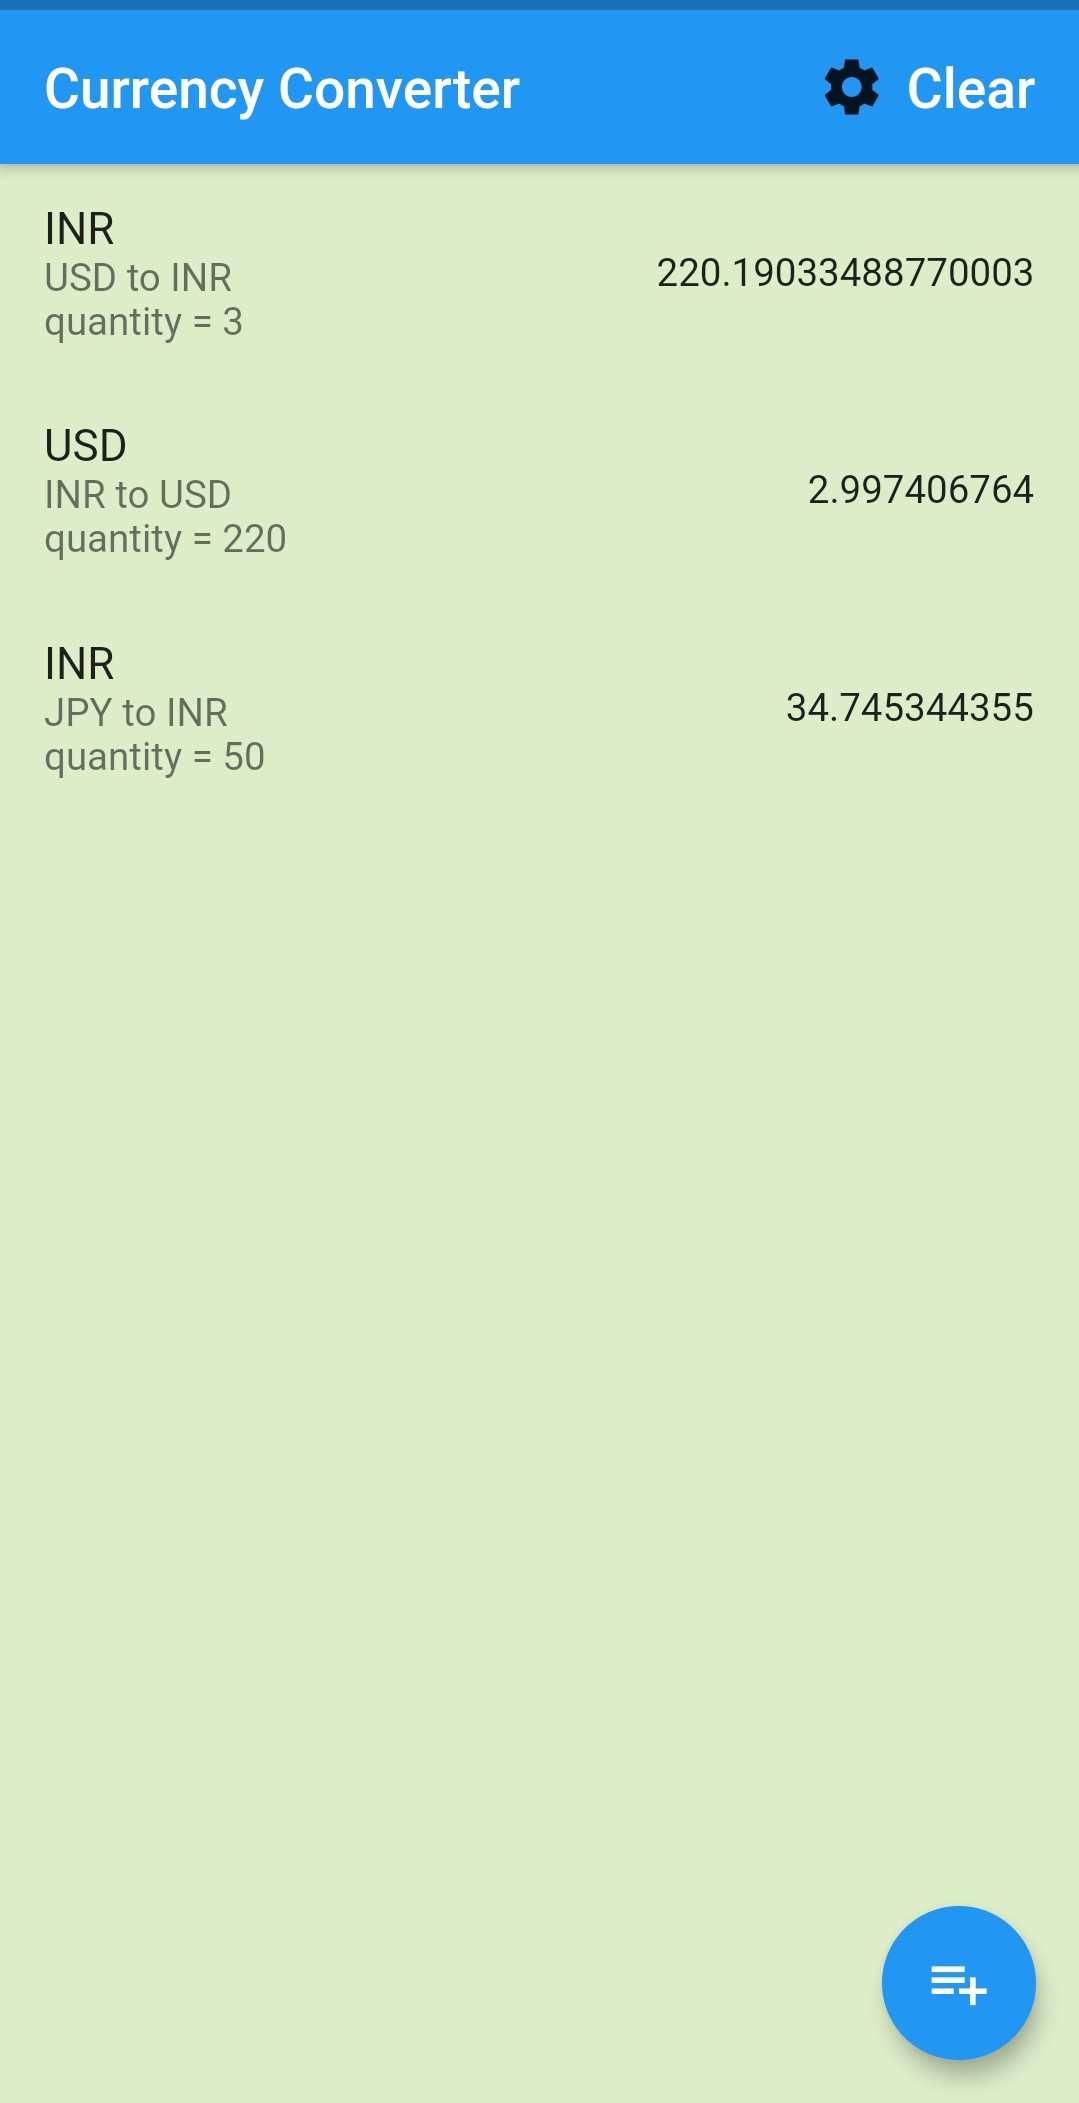 Currency Converter
Clear
INR
USD to INR
quantity = 3
220.19033488770003
USD
INR to USD
quantity = 220
2.997406764
INR
JPY to INR
quantity = 50
34.745344355